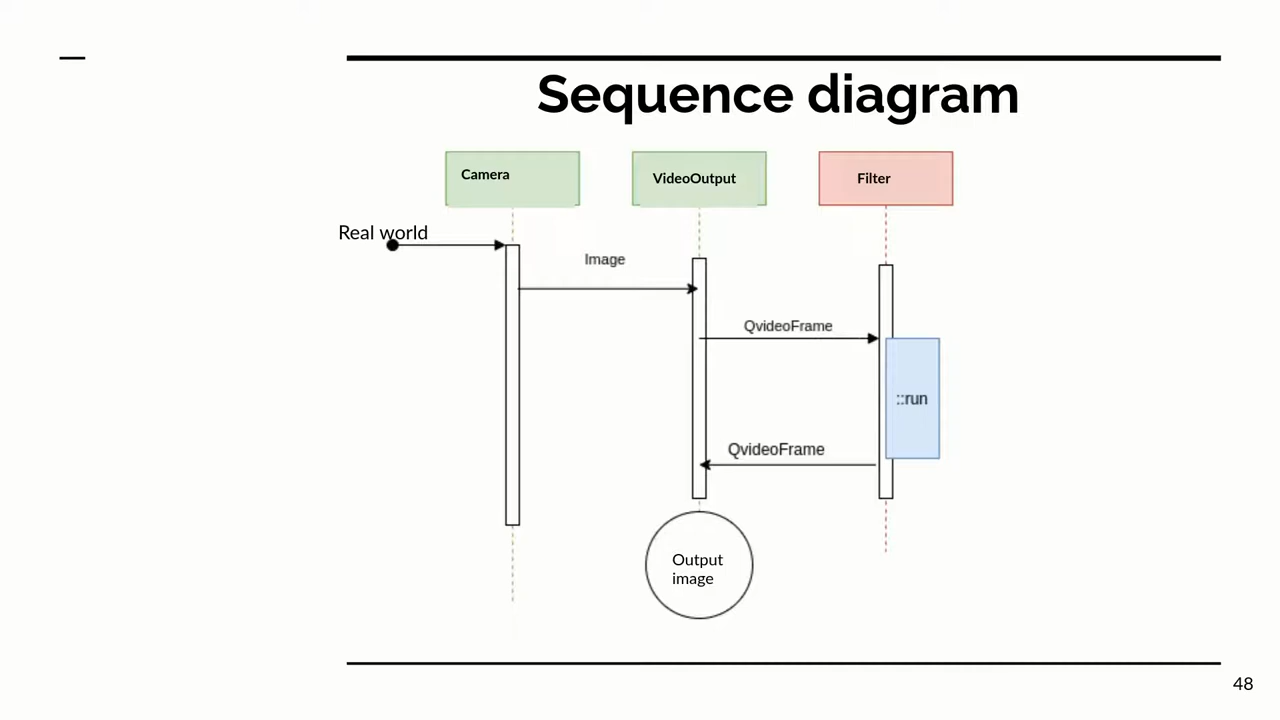 Sequence diagram
Camera
VideoOutput
Filter
Real world
Image
QvideoFrame
::run
QvideoFrame
Output
image
48